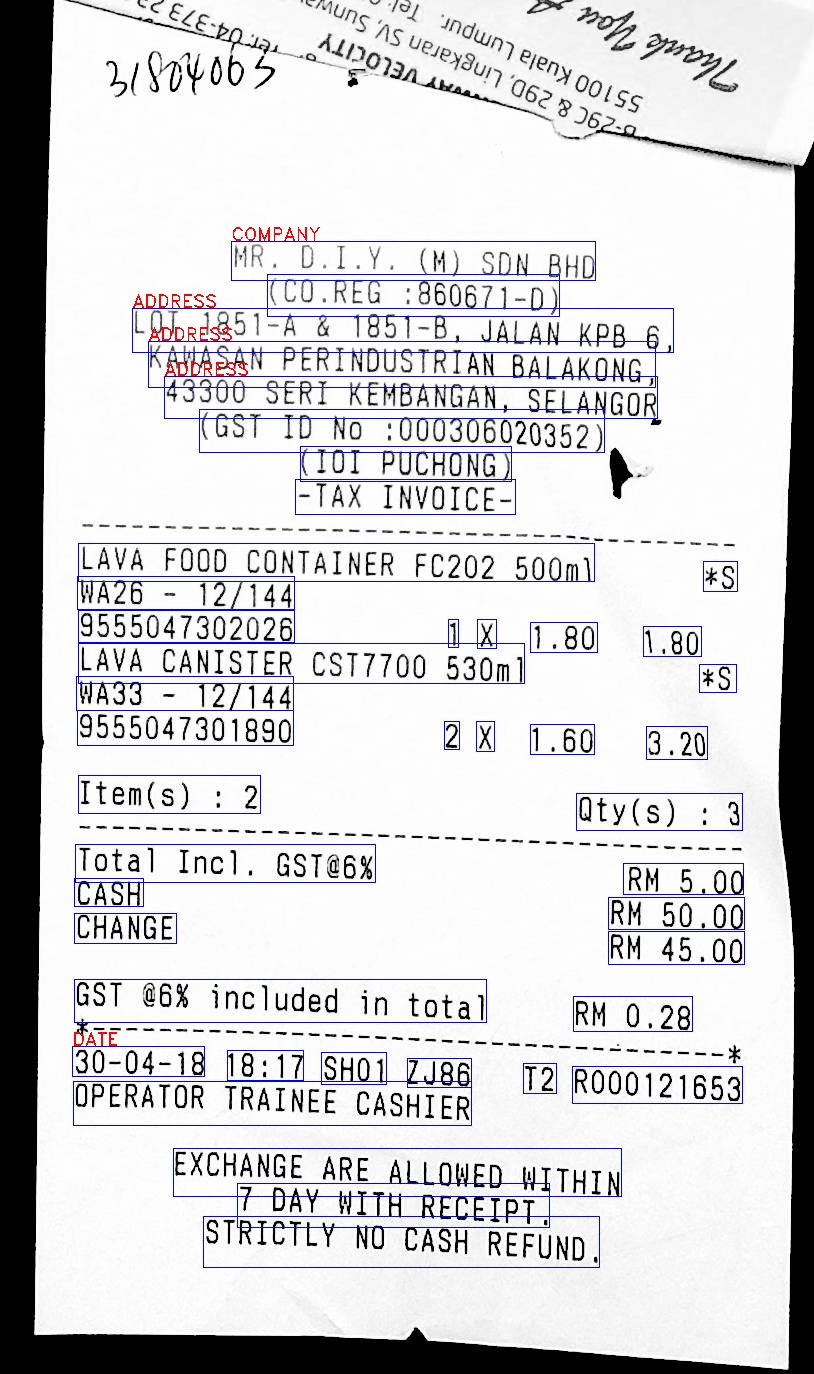 Thank You
55100 Kuala Lumpur. Tel:
29C & 29D, Lingkaran SV, Sunway
VELOCITY
Tel: 04-373
31804063
COMPANY
MR. D.I.Y. (M) SDN BHD
(CO.REG :860671-D)
ADDRESS
LOT 1851-A & 1851-B, JALAN KPB 6,
ADDRESS
KAWASAN PERINDUSTRIAN BALAKONG,
ADDRESS
43300 SERI KEMBANGAN, SELANGOR
(GST ID No :000306020352)
(IOI PUCHONG)
-TAX INVOICE-
LAVA FOOD CONTAINER FC202 500ml *S
WA26 - 12/144
9555047302026 1 X 1.80 1.80
LAVA CANISTER CST7700 530ml *S
WA33 - 12/144
9555047301890 2 X 1.60 3.20
Item(s) : 2 Qty(s) : 3
Total Incl. GST@6% RM 5.00
CASH RM 50.00
CHANGE RM 45.00
GST @6% included in total RM 0.28
*--------------------------------------*
DATE
30-04-18 18:17 SH01 ZJ86 T2 R000121653
OPERATOR TRAINEE CASHIER
EXCHANGE ARE ALLOWED WITHIN
7 DAY WITH RECEIPT.
STRICTLY NO CASH REFUND.